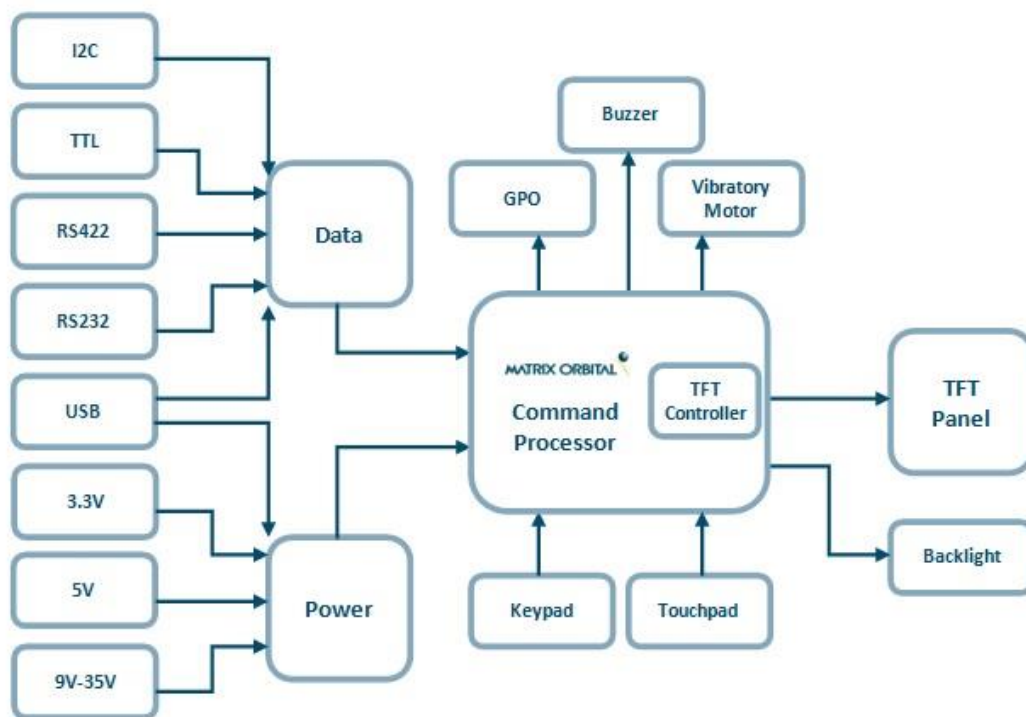 I2C
TTL
RS422
RS232
USB
3.3V
5V
9V-35V
Data
Power
Buzzer
GPO
Vibratory
Motor
MATRIX ORBITAL
Command
Processor
TFT
Controller
Keypad
Touchpad
TFT
Panel
Backlight